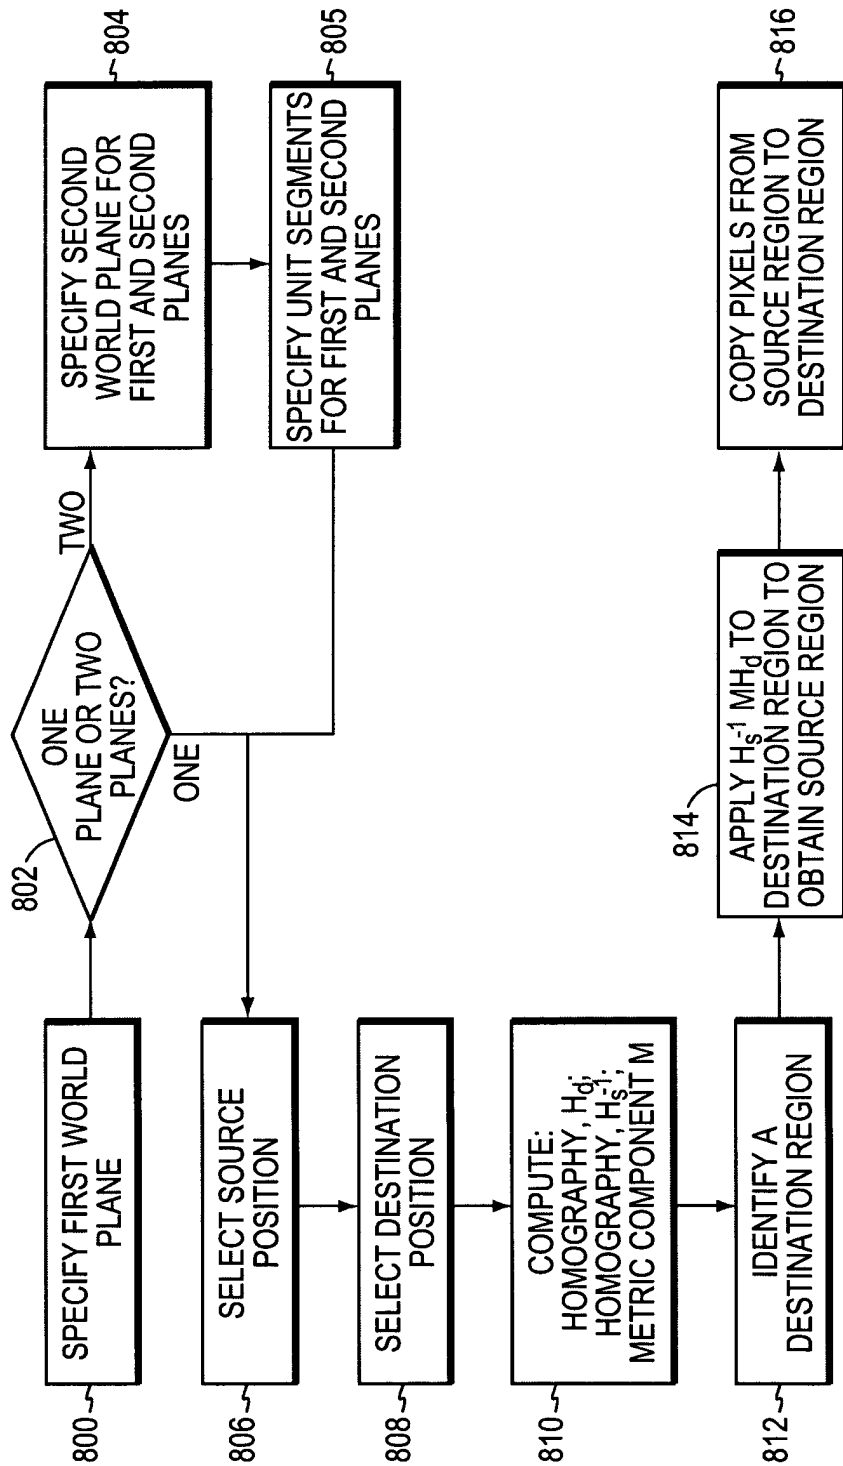 800
SPECIFY FIRST WORLD
PLANE
802
ONE
PLANE OR TWO
PLANES?
TWO
ONE
804
SPECIFY SECOND
WORLD PLANE FOR
FIRST AND SECOND
PLANES
805
SPECIFY UNIT SEGMENTS
FOR FIRST AND SECOND
PLANES
806
SELECT SOURCE
POSITION
808
SELECT DESTINATION
POSITION
810
COMPUTE:
HOMOGRAPHY, H_d;
HOMOGRAPHY, H_s^-1;
METRIC COMPONENT M
812
IDENTIFY A
DESTINATION REGION
814
APPLY H_s^-1 MH_d TO
DESTINATION REGION TO
OBTAIN SOURCE REGION
816
COPY PIXELS FROM
SOURCE REGION TO
DESTINATION REGION